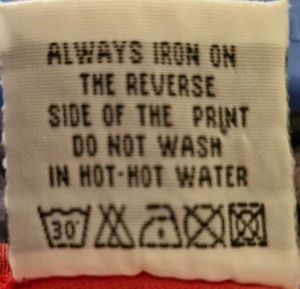 ALWAYS IRON ON
THE REVERSE
SIDE OF THE PRINT
DO NOT WASH
IN HOT-HOT WATER
30°